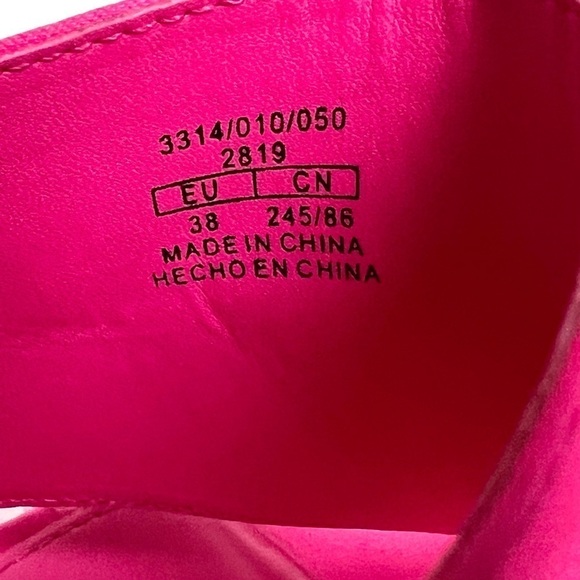 3314/010/050
2819
EU CN
38 245/86
MADE IN CHINA
HECHO EN CHINA